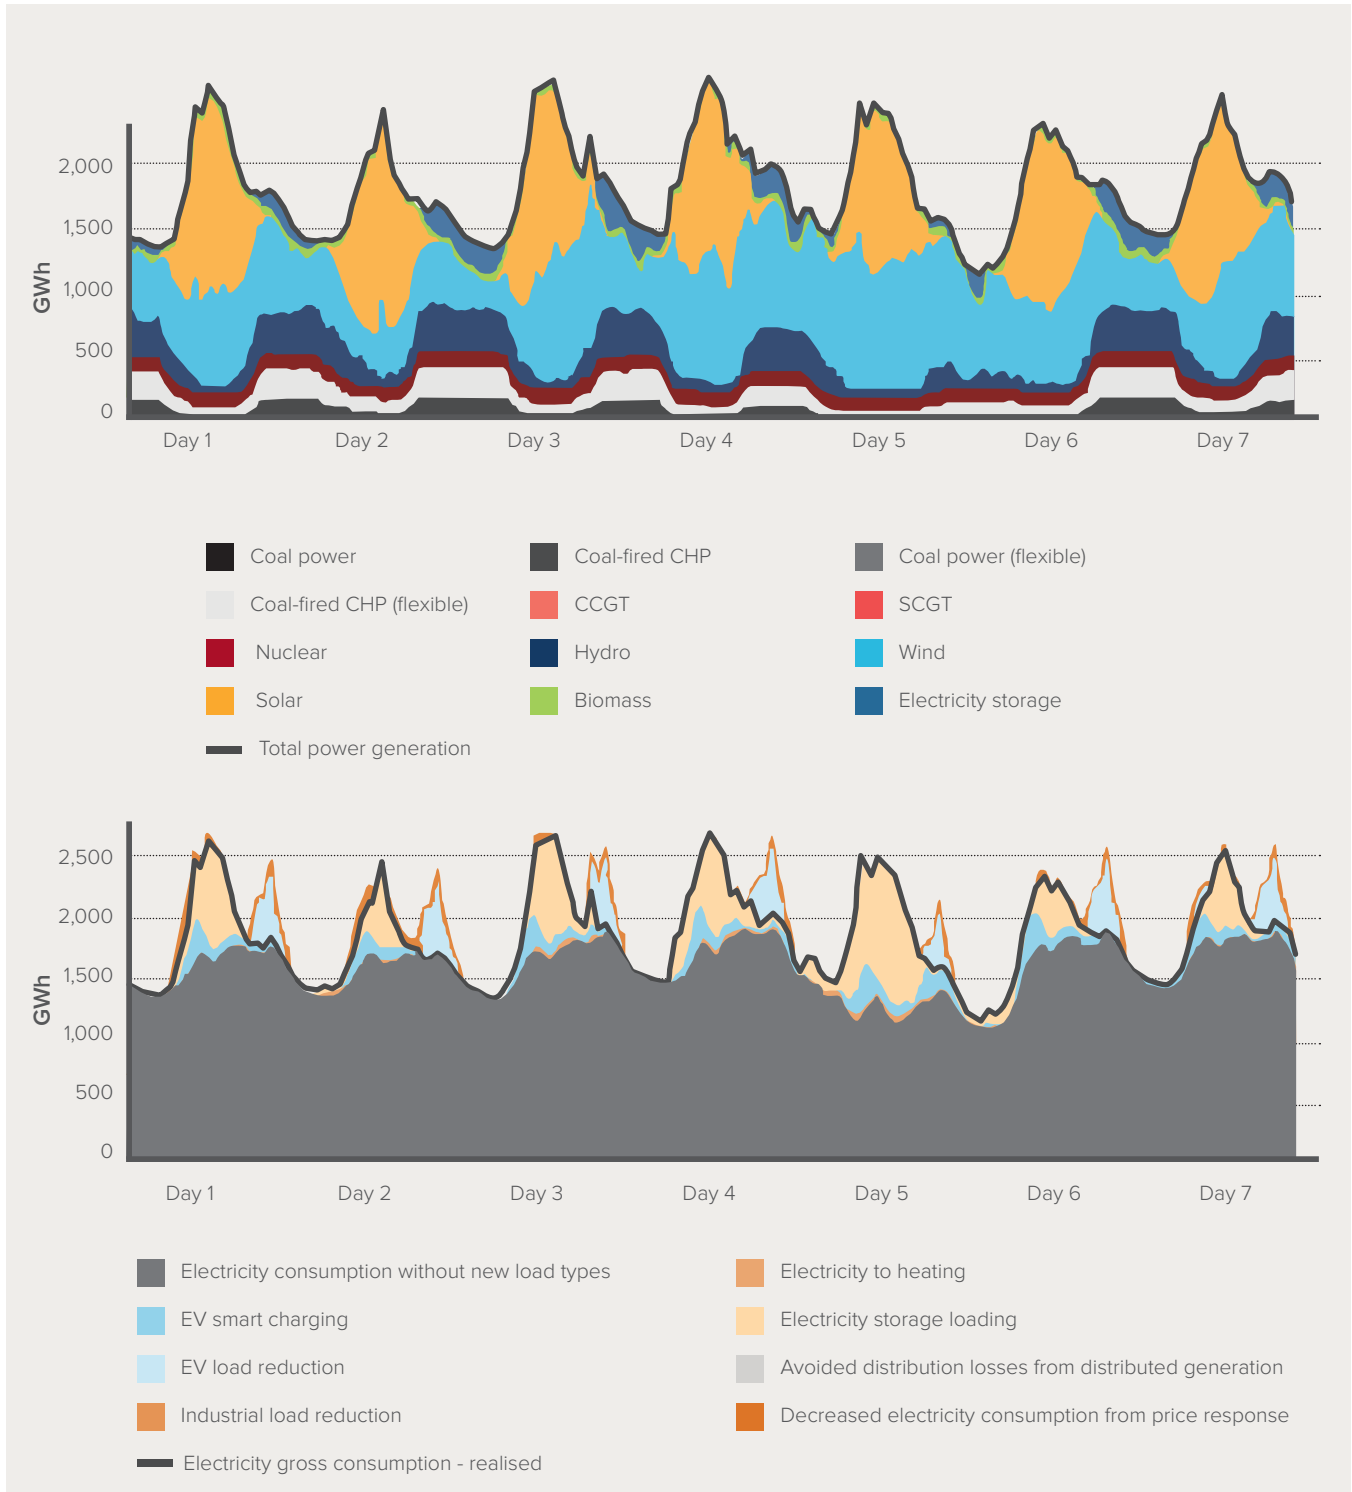 GWh
2,000
1,500
1,000
500
0
Day 1 Day 2 Day 3 Day 4 Day 5 Day 6 Day 7
Coal power Coal-fired CHP Coal power (flexible)
Coal-fired CHP (flexible) CCGT SCGT
Nuclear Hydro Wind
Solar Biomass Electricity storage
Total power generation
GWh
2,500
2,000
1,500
1,000
500
0
Day 1 Day 2 Day 3 Day 4 Day 5 Day 6 Day 7
Electricity consumption without new load types Electricity to heating
EV smart charging Electricity storage loading
EV load reduction Avoided distribution losses from distributed generation
Industrial load reduction Decreased electricity consumption from price response
Electricity gross consumption - realised